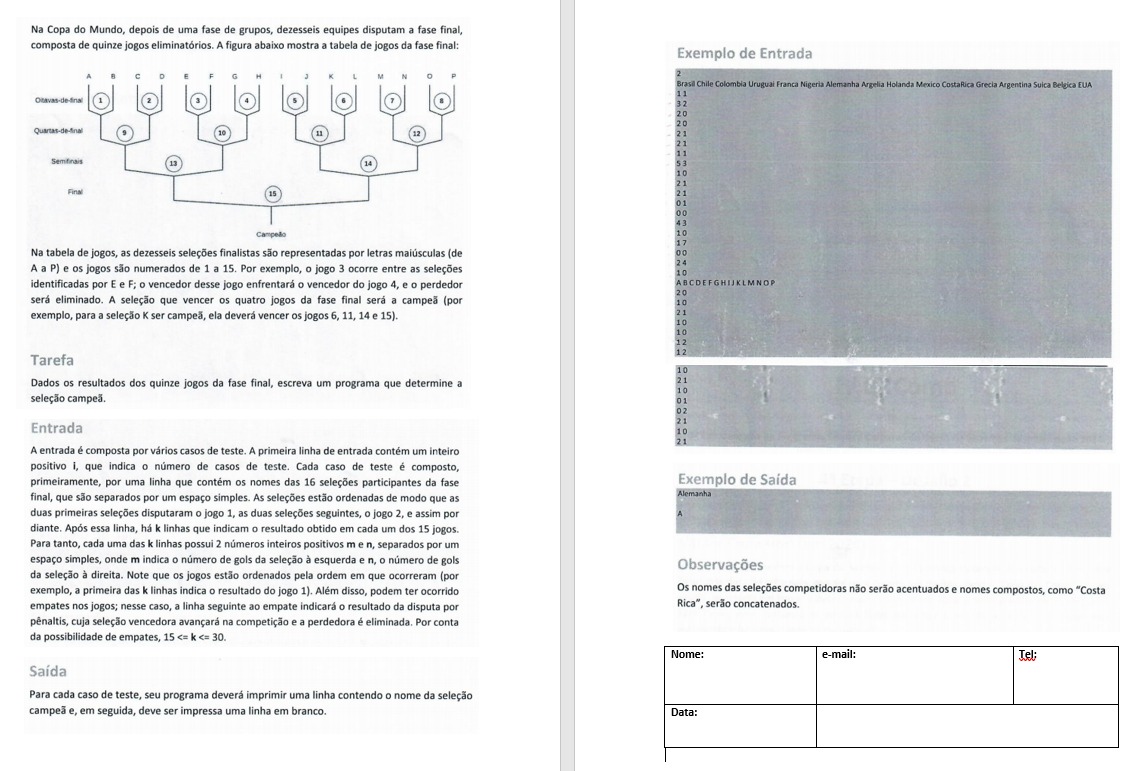 Na Copa do Mundo, depois de uma fase de grupos, dezesseis equipes disputam a fase final,
composta de quinze jogos eliminatórios. A figura abaixo mostra a tabela de jogos da fase final:
A B C D E F G H I J K L M N O P
Oitavas-de-final 1 2 3 4 5 6 7 8
Quartas-de-final 9 10 11 12
Semifinais 13 14
Final 15
Campeão
Na tabela de jogos, as dezesseis seleções finalistas são representadas por letras maiúsculas (de
A a P) e os jogos são numerados de 1 a 15. Por exemplo, o jogo 3 ocorre entre as seleções
identificadas por E e F; o vencedor desse jogo enfrentará o vencedor do jogo 4, e o perdedor
será eliminado. A seleção que vencer os quatro jogos da fase final será a campeã (por
exemplo, para a seleção K ser campeã, ela deverá vencer os jogos 6, 11, 14 e 15).
Tarefa
Dados os resultados dos quinze jogos da fase final, escreva um programa que determine a
seleção campeã.
Entrada
A entrada é composta por vários casos de teste. A primeira linha de entrada contém um inteiro
positivo i, que indica o número de casos de teste. Cada caso de teste é composto,
primeiramente, por uma linha que contém os nomes das 16 seleções participantes da fase
final, que são separados por um espaço simples. As seleções estão ordenadas de modo que as
duas primeiras seleções disputaram o jogo 1, as duas seleções seguintes, o jogo 2, e assim por
diante. Após essa linha, há k linhas que indicam o resultado obtido em cada um dos 15 jogos.
Para tanto, cada uma das k linhas possui 2 números inteiros positivos m e n, separados por um
espaço simples, onde m indica o número de gols da seleção à esquerda e n, o número de gols
da seleção à direita. Note que os jogos estão ordenados pela ordem em que ocorreram (por
exemplo, a primeira das k linhas indica o resultado do jogo 1). Além disso, podem ter ocorrido
empates nos jogos; nesse caso, a linha seguinte ao empate indicará o resultado da disputa por
pênaltis, cuja seleção vencedora avançará na competição e a perdedora é eliminada. Por conta
da possibilidade de empates, 15 <= k <= 30.
Saída
Para cada caso de teste, seu programa deverá imprimir uma linha contendo o nome da seleção
campeã e, em seguida, deve ser impressa uma linha em branco.
Exemplo de Entrada
2
Brasil Chile Colombia Uruguai Franca Nigeria Alemanha Argelia Holanda Mexico CostaRica Grecia Argentina Suica Belgica EUA
1 1
3 2
2 0
2 0
2 1
2 1
1 1
5 3
1 0
2 1
2 1
0 1
0 0
4 3
1 0
1 7
0 0
2 4
1 0
A B C D E F G H I J K L M N O P
2 0
1 0
2 1
1 0
1 0
1 2
1 2
1 0
2 1
1 0
0 1
0 2
2 1
1 0
2 1
Exemplo de Saída
Alemanha
A
Observações
Os nomes das seleções competidoras não serão acentuados e nomes compostos, como “Costa
Rica”, serão concatenados.
Nome: e-mail: Tel:
Data: